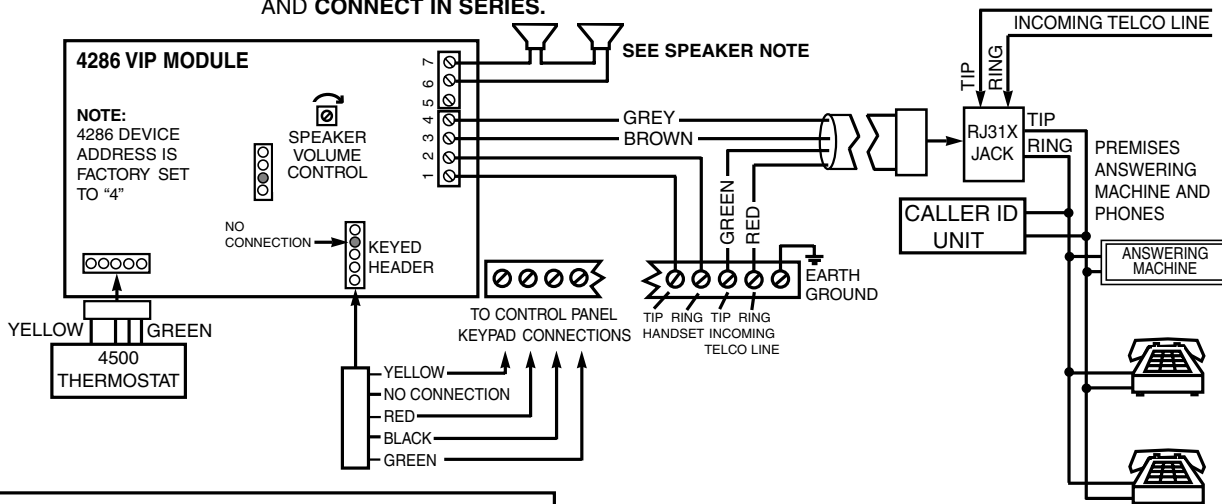 AND CONNECT IN SERIES.
INCOMING TELCO LINE
4286 VIP MODULE
SEE SPEAKER NOTE
7
6
5
4
3
2
1
NOTE:
4286 DEVICE
ADDRESS IS
FACTORY SET
TO “4”
SPEAKER
VOLUME
CONTROL
GREY
BROWN
GREEN
RED
TIP
RING
RJ31X
JACK
TIP
RING
PREMISES
ANSWERING
MACHINE AND
PHONES
CALLER ID
UNIT
ANSWERING
MACHINE
NO
CONNECTION
KEYED
HEADER
EARTH
GROUND
TO CONTROL PANEL
KEYPAD CONNECTIONS
TIP RING TIP RING
HANDSET INCOMING
TELCO LINE
YELLOW
GREEN
4500
THERMOSTAT
YELLOW
NO CONNECTION
RED
BLACK
GREEN